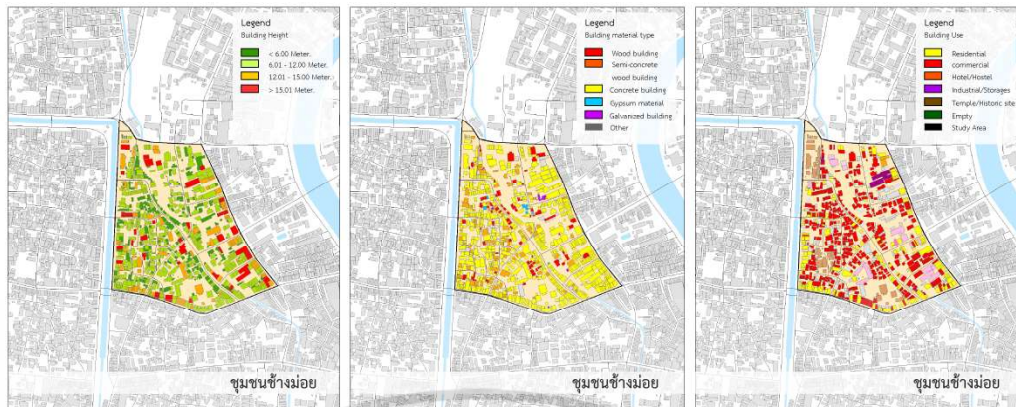 Legend
Building Height
< 6.00 Meter.
6.01 - 12.00 Meter.
12.01 - 15.00 Meter.
> 15.01 Meter.
ชุมชนช้างม่อย
Legend
Building material type
Wood building
Semi-concrete
wood building
Concrete building
Gypsum material
Galvanized building
Other
ชุมชนช้างม่อย
Legend
Building Use
Residential
commercial
Hotel/Hostel
Industrial/Storages
Temple/Historic site
Empty
Study Area
ชุมชนช้างม่อย